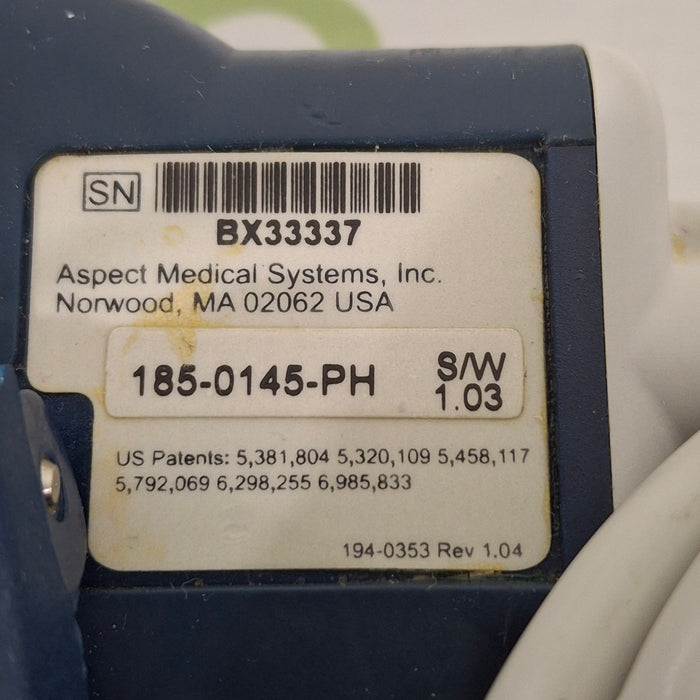 SN
BX33337
Aspect Medical Systems, Inc.
Norwood, MA 02062 USA
185-0145-PH
S/W
1.03
US Patents: 5,381,804 5,320,109 5,458,117
5,792,069 6,298,255 6,985,833
194-0353 Rev 1.04